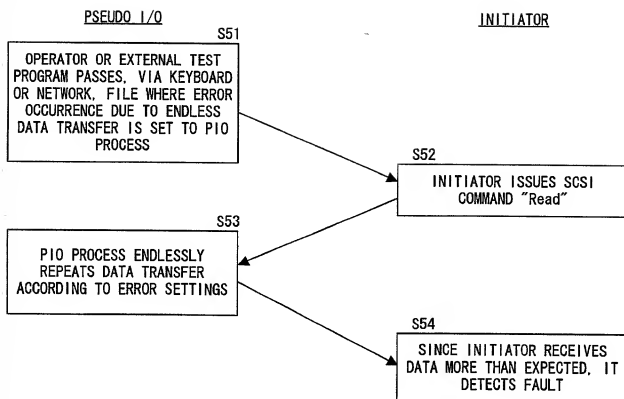 PSEUDO I/O
INITIATOR
S51
OPERATOR OR EXTERNAL TEST
PROGRAM PASSES, VIA KEYBOARD
OR NETWORK, FILE WHERE ERROR
OCCURRENCE DUE TO ENDLESS
DATA TRANSFER IS SET TO PIO
PROCESS
S52
INITIATOR ISSUES SCSI
COMMAND "Read"
S53
PIO PROCESS ENDLESSLY
REPEATS DATA TRANSFER
ACCORDING TO ERROR SETTINGS
S54
SINCE INITIATOR RECEIVES
DATA MORE THAN EXPECTED, IT
DETECTS FAULT